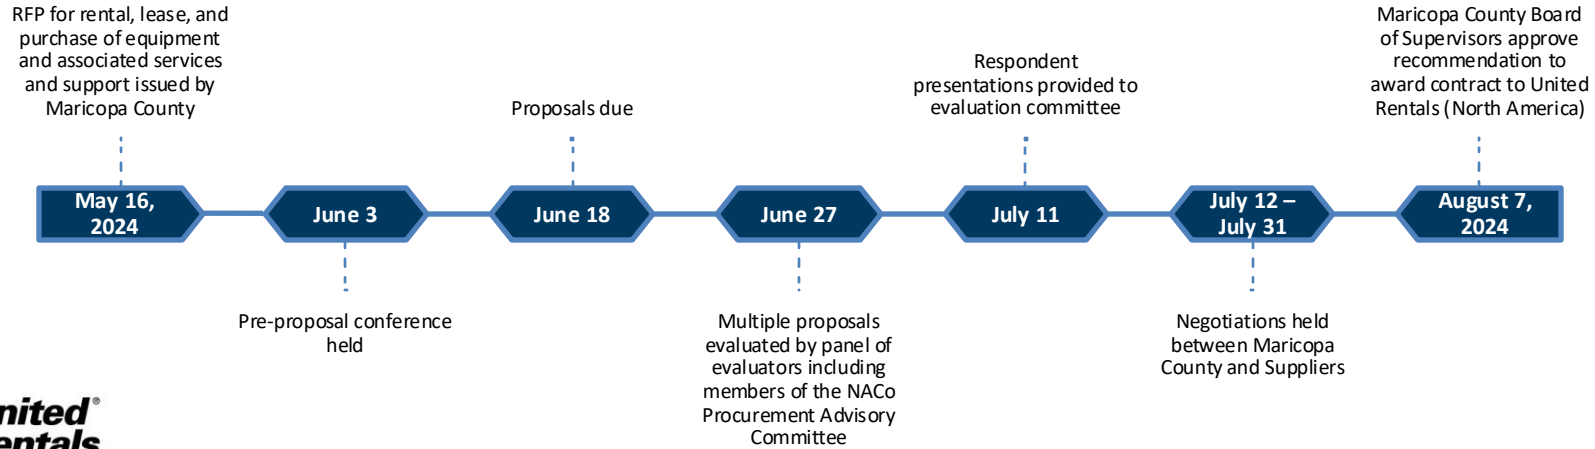 RFP for rental, lease, and
purchase of equipment
and associated services
and support issued by
Maricopa County
Proposals due
Respondent
presentations provided to
evaluation committee
Maricopa County Board
of Supervisors approve
recommendation to
award contract to United
Rentals (North America)
May 16,
2024
June 3
June 18
June 27
July 11
July 12 –
July 31
August 7,
2024
Pre-proposal conference
held
Multiple proposals
evaluated by panel of
evaluators including
members of the NACo
Procurement Advisory
Committee
Negotiations held
between Maricopa
County and Suppliers
nited®
entals